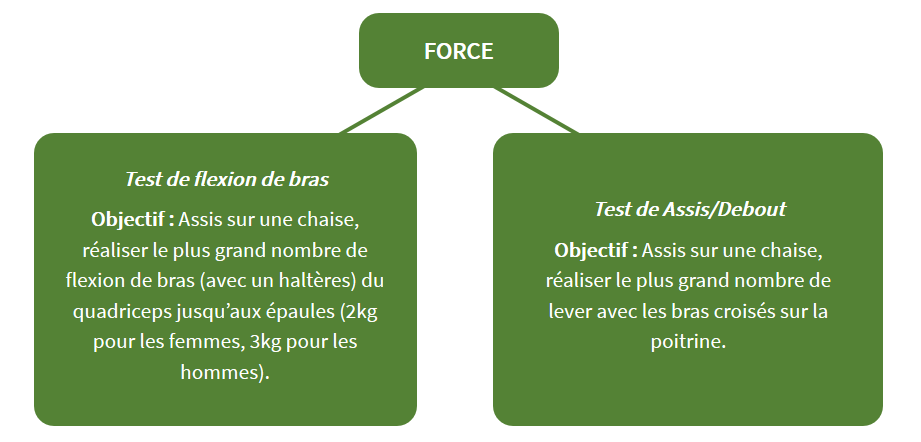 FORCE
Test de flexion de bras
Objectif : Assis sur une chaise,
réaliser le plus grand nombre de
flexion de bras (avec un haltères) du
quadriceps jusqu'aux épaules (2kg
pour les femmes, 3kg pour les
hommes).
Test de Assis/Debout
Objectif : Assis sur une chaise,
réaliser le plus grand nombre de
lever avec les bras croisés sur la
poitrine.